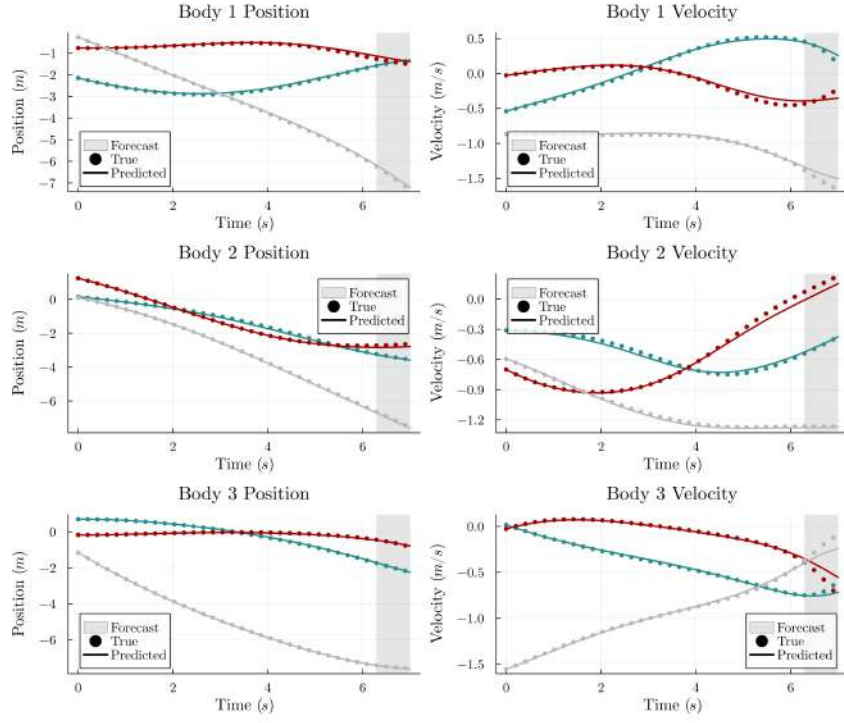 Body 1 Position
Position (m)
−1
−2
−3
−4
−5
−6
−7
Forecast
True
Predicted
0 2 4 6
Time (s)
Body 1 Velocity
Velocity (m/s)
0.5
0.0
−0.5
−1.0
−1.5
Forecast
True
Predicted
0 2 4 6
Time (s)
Body 2 Position
Position (m)
0
−2
−4
−6
Forecast
True
Predicted
0 2 4 6
Time (s)
Body 2 Velocity
Velocity (m/s)
0.0
−0.3
−0.6
−0.9
−1.2
Forecast
True
Predicted
0 2 4 6
Time (s)
Body 3 Position
Position (m)
0
−2
−4
−6
Forecast
True
Predicted
0 2 4 6
Time (s)
Body 3 Velocity
Velocity (m/s)
0.0
−0.5
−1.0
−1.5
Forecast
True
Predicted
0 2 4 6
Time (s)